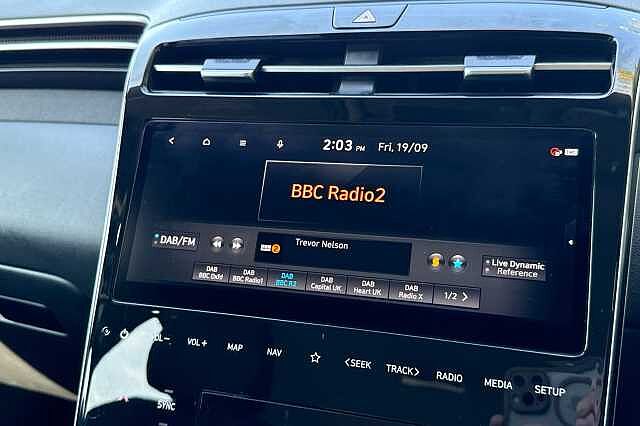 2:03 PM Fri, 19/09
BBC Radio2
DAB/FM
2 Trevor Nelson
Live Dynamic
Reference
DAB DAB DAB DAB DAB DAB
BBC Radio1 BBC R2 Capital UK Heart UK Radio X 1/2
VOL- VOL+ MAP NAV <SEEK TRACK> RADIO MEDIA SETUP
SYNC